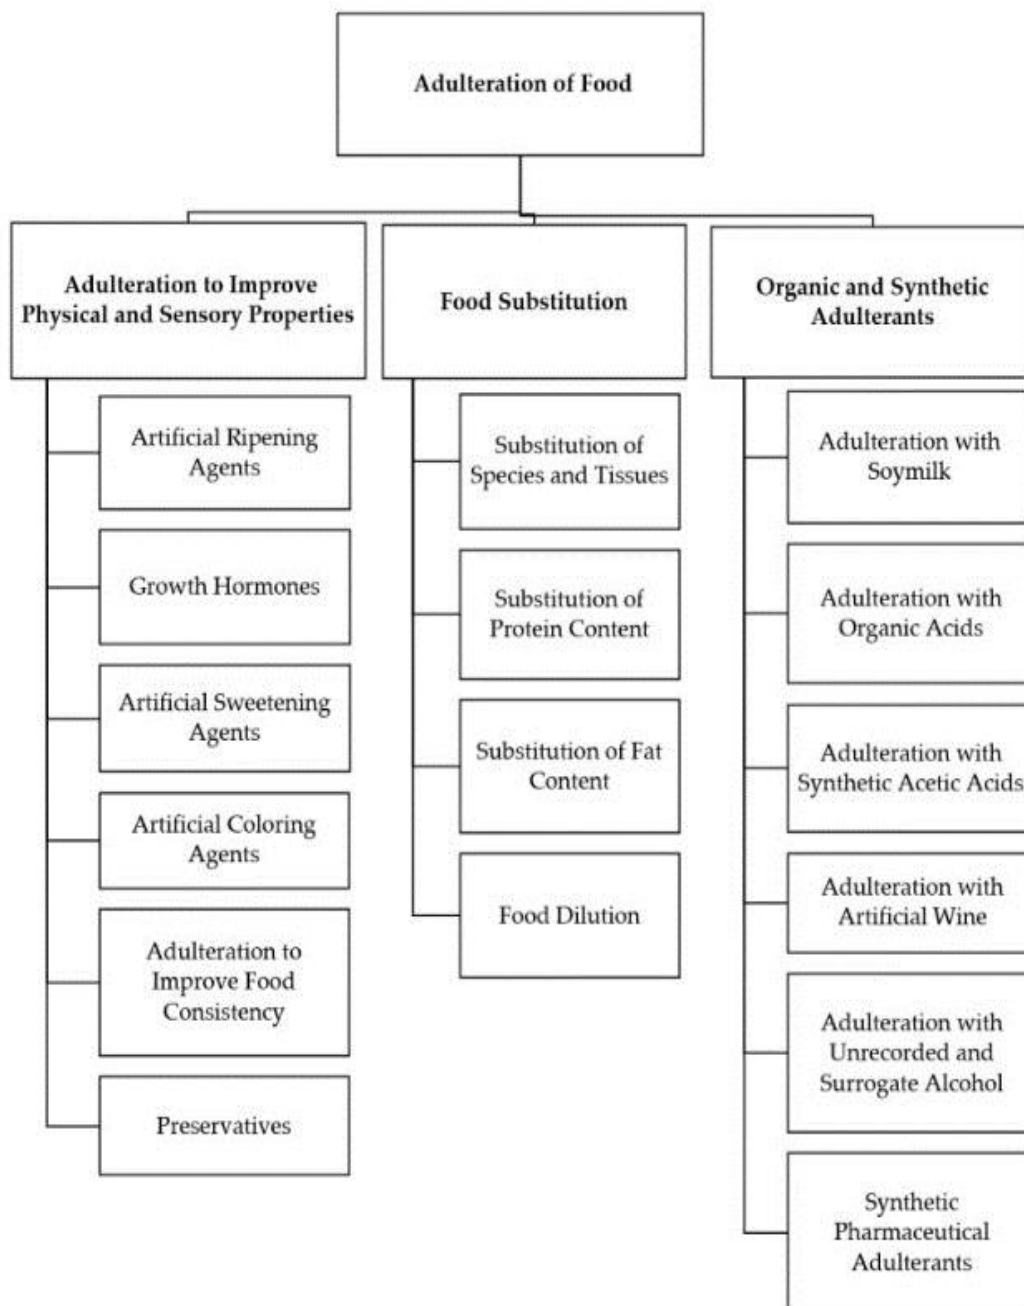 Adulteration of Food
Adulteration to Improve
Physical and Sensory Properties
Artificial Ripening
Agents
Growth Hormones
Artificial Sweetening
Agents
Artificial Coloring
Agents
Adulteration to
Improve Food
Consistency
Preservatives
Food Substitution
Substitution of
Species and Tissues
Substitution of
Protein Content
Substitution of Fat
Content
Food Dilution
Organic and Synthetic
Adulterants
Adulteration with
Soymilk
Adulteration with
Organic Acids
Adulteration with
Synthetic Acetic Acids
Adulteration with
Artificial Wine
Adulteration with
Unrecorded and
Surrogate Alcohol
Synthetic
Pharmaceutical
Adulterants